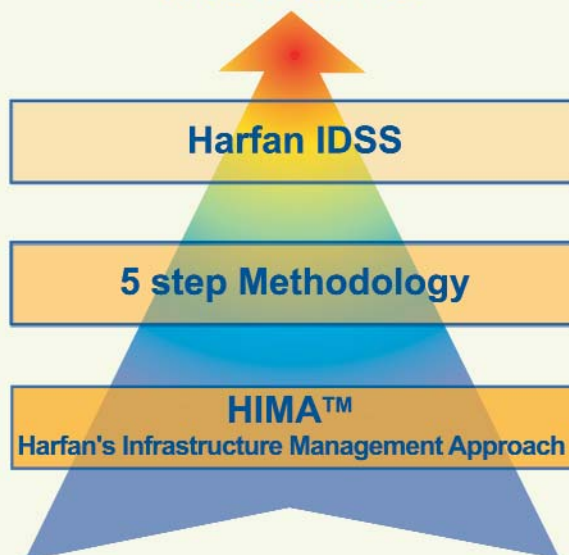 Harfan IDSS
5 step Methodology
HIMA™
Harfan's Infrastructure Management Approach